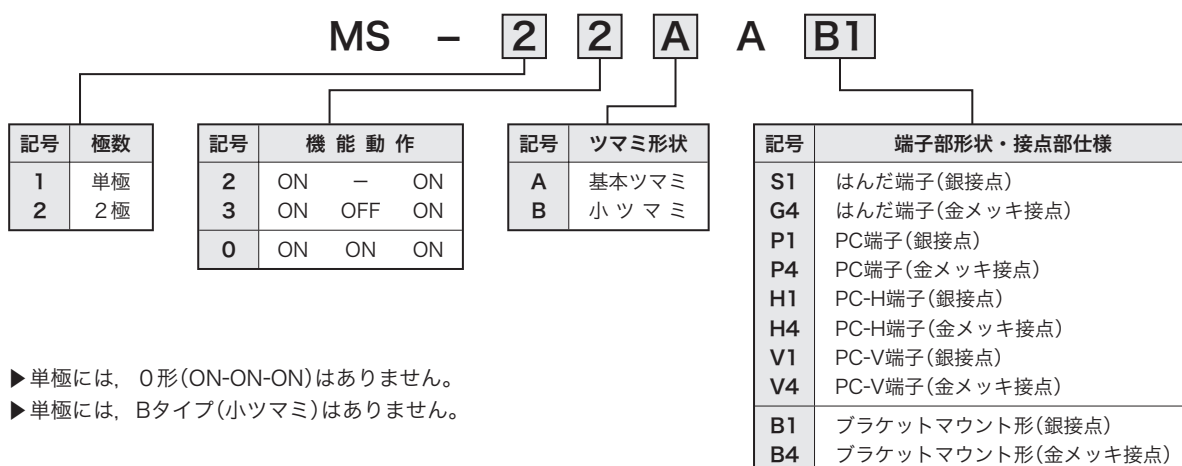 MS － 2 2 A A B1
記号 極数
1 単極
2 2極
記号 機能動作
2 ON － ON
3 ON OFF ON
0 ON ON ON
記号 ツマミ形状
A 基本ツマミ
B 小ツマミ
記号 端子部形状・接点部仕様
S1 はんだ端子(銀接点)
G4 はんだ端子(金メッキ接点)
P1 PC端子(銀接点)
P4 PC端子(金メッキ接点)
H1 PC-H端子(銀接点)
H4 PC-H端子(金メッキ接点)
V1 PC-V端子(銀接点)
V4 PC-V端子(金メッキ接点)
B1 ブラケットマウント形(銀接点)
B4 ブラケットマウント形(金メッキ接点)
▶単極には，０形(ON-ON-ON)はありません。
▶単極には，Bタイプ(小ツマミ)はありません。